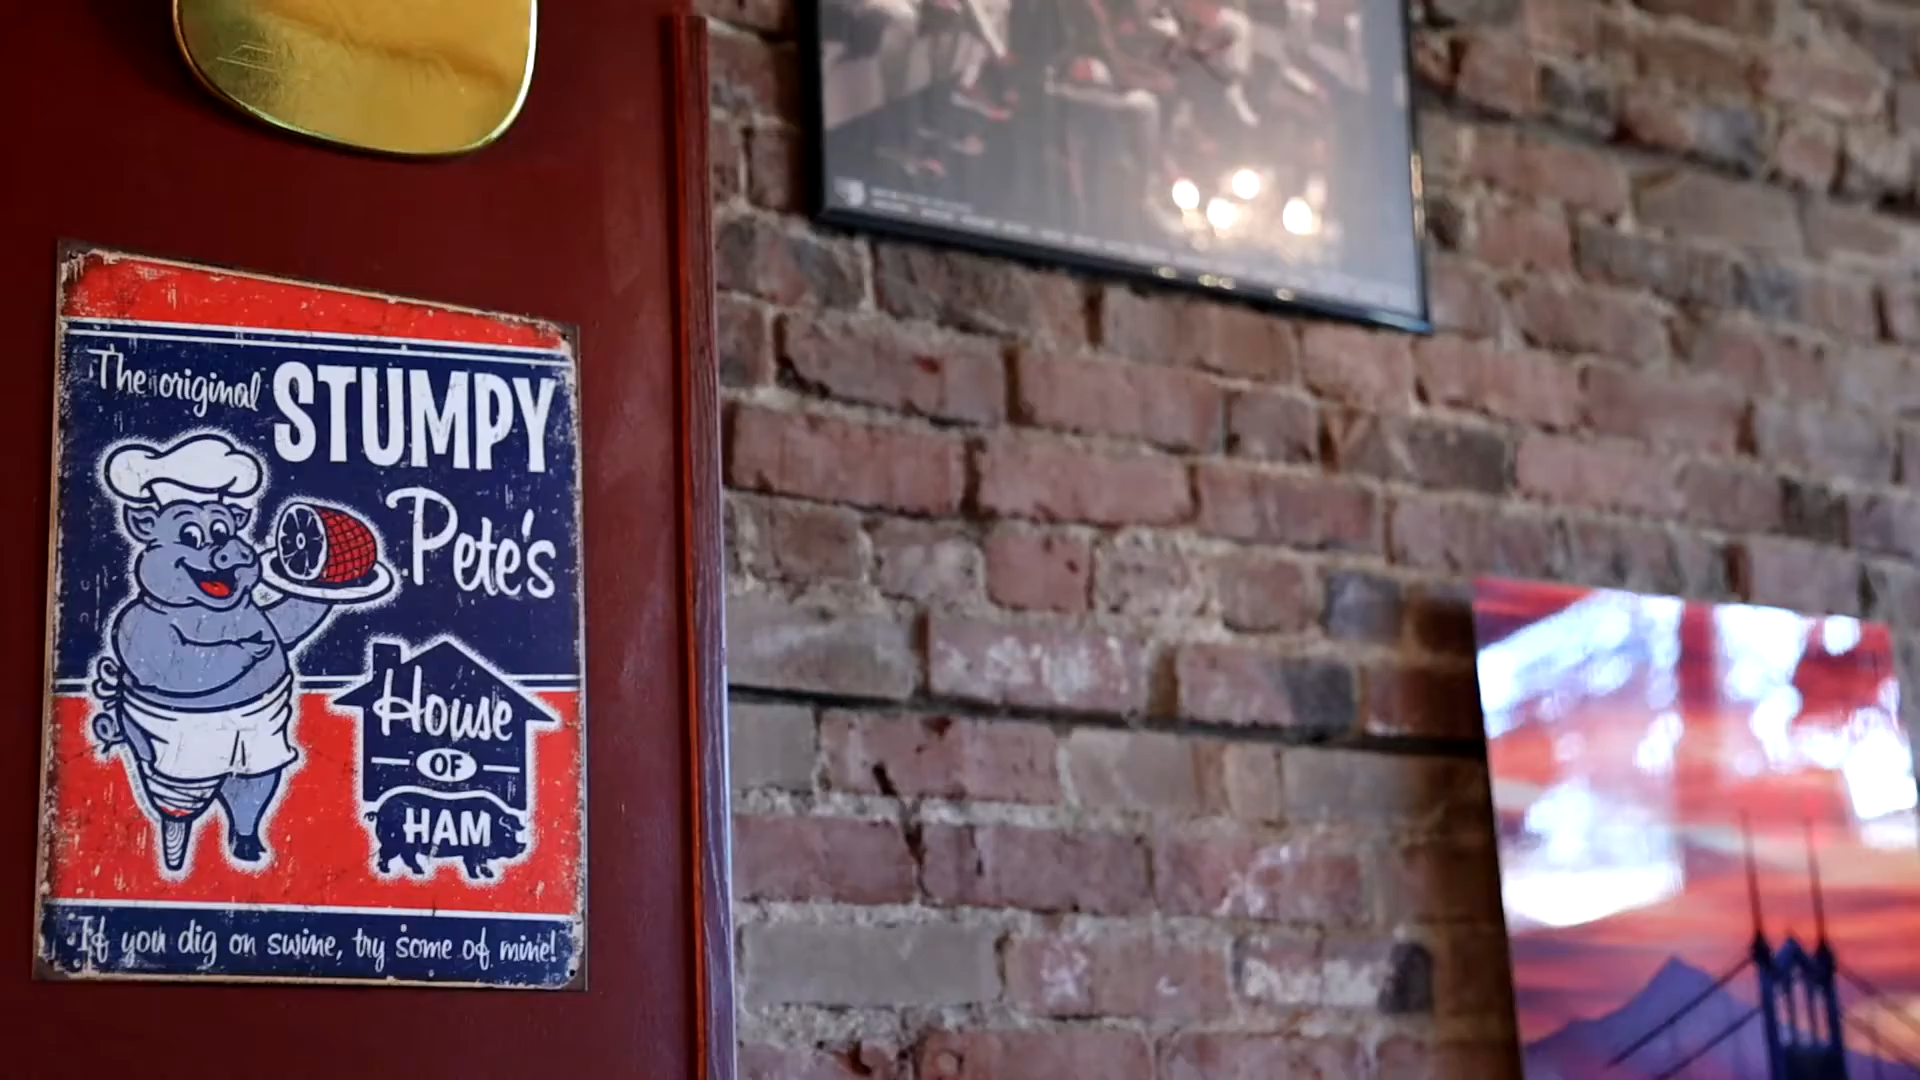 The original STUMPY
Pete's
House
OF
HAM
If you dig on swine, try some of mine!